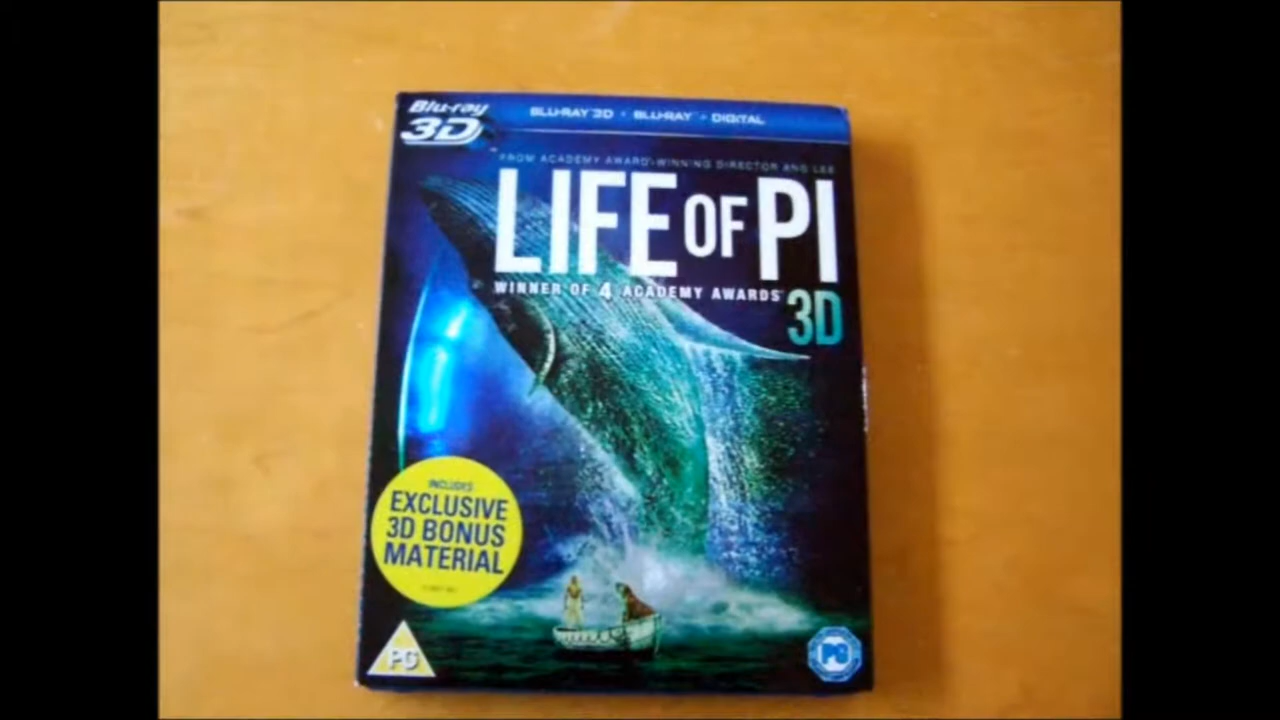 Blu-ray 3D
BLU-RAY 3D • BLU-RAY • DIGITAL
FROM ACADEMY AWARD-WINNING DIRECTOR ANG LEE
LIFE OF PI
WINNER OF 4 ACADEMY AWARDS
3D
INCLUDES
EXCLUSIVE
3D BONUS
MATERIAL
PG
PG